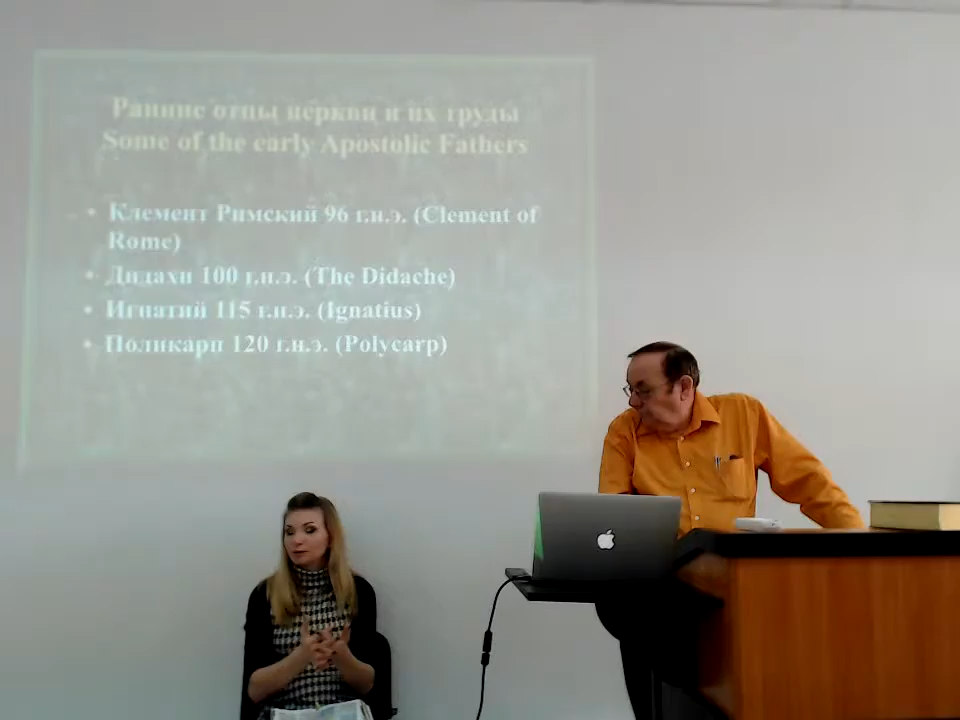 Ранние отцы церкви и их труды
Some of the early Apostolic Fathers
• Клемент Римский 96 г.н.э. (Clement of
Rome)
• Дидахи 100 г.н.э. (The Didache)
• Игнатий 115 г.н.э. (Ignatius)
• Поликарп 120 г.н.э. (Polycarp)